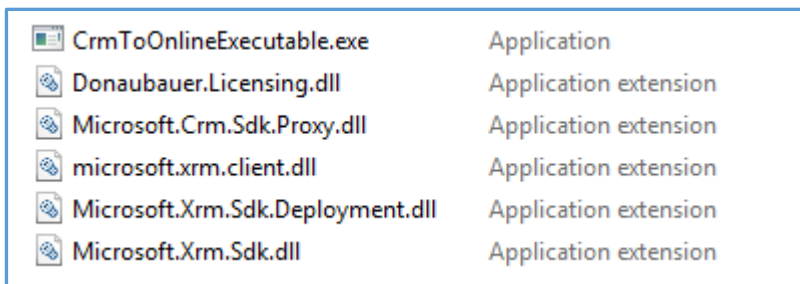 CrmToOnlineExecutable.exe Application
Donaubauer.Licensing.dll Application extension
Microsoft.Crm.Sdk.Proxy.dll Application extension
microsoft.xrm.client.dll Application extension
Microsoft.Xrm.Sdk.Deployment.dll Application extension
Microsoft.Xrm.Sdk.dll Application extension